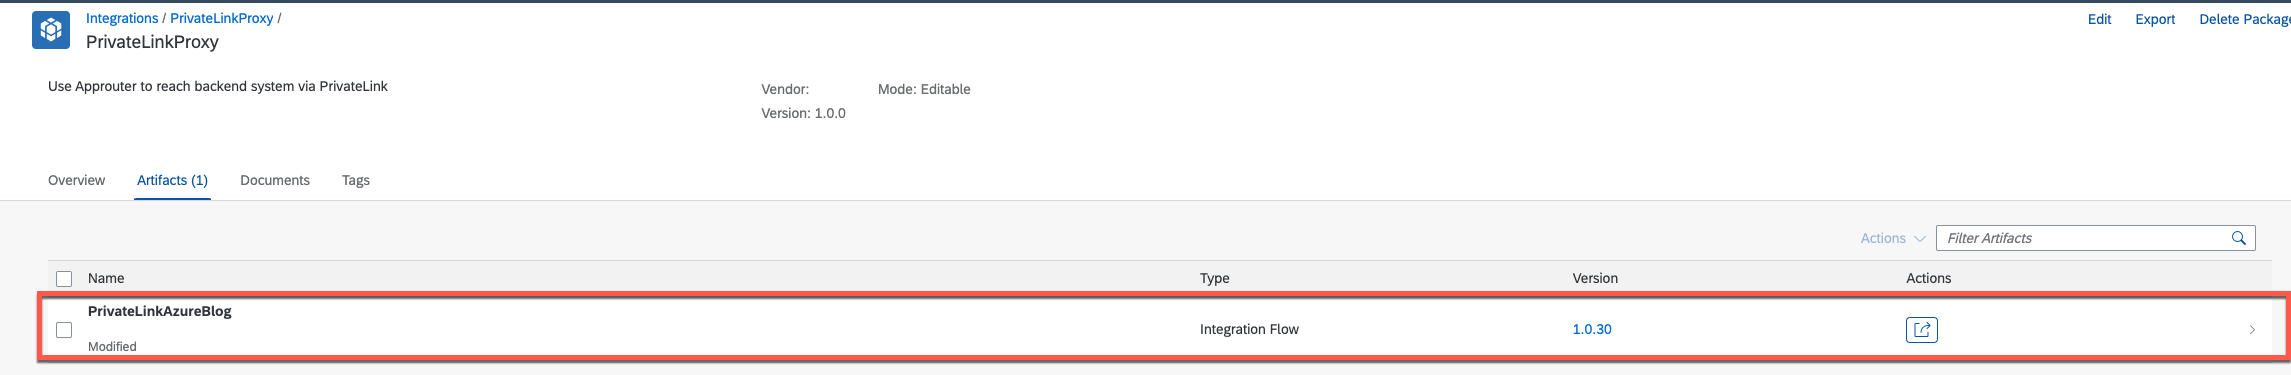 Integrations / PrivateLinkProxy /
PrivateLinkProxy
Edit Export Delete Package
Use Approuter to reach backend system via PrivateLink
Vendor: Mode: Editable
Version: 1.0.0
Overview Artifacts (1) Documents Tags
Actions Filter Artifacts
Name Type Version Actions
PrivateLinkAzureBlog
Integration Flow 1.0.30
Modified